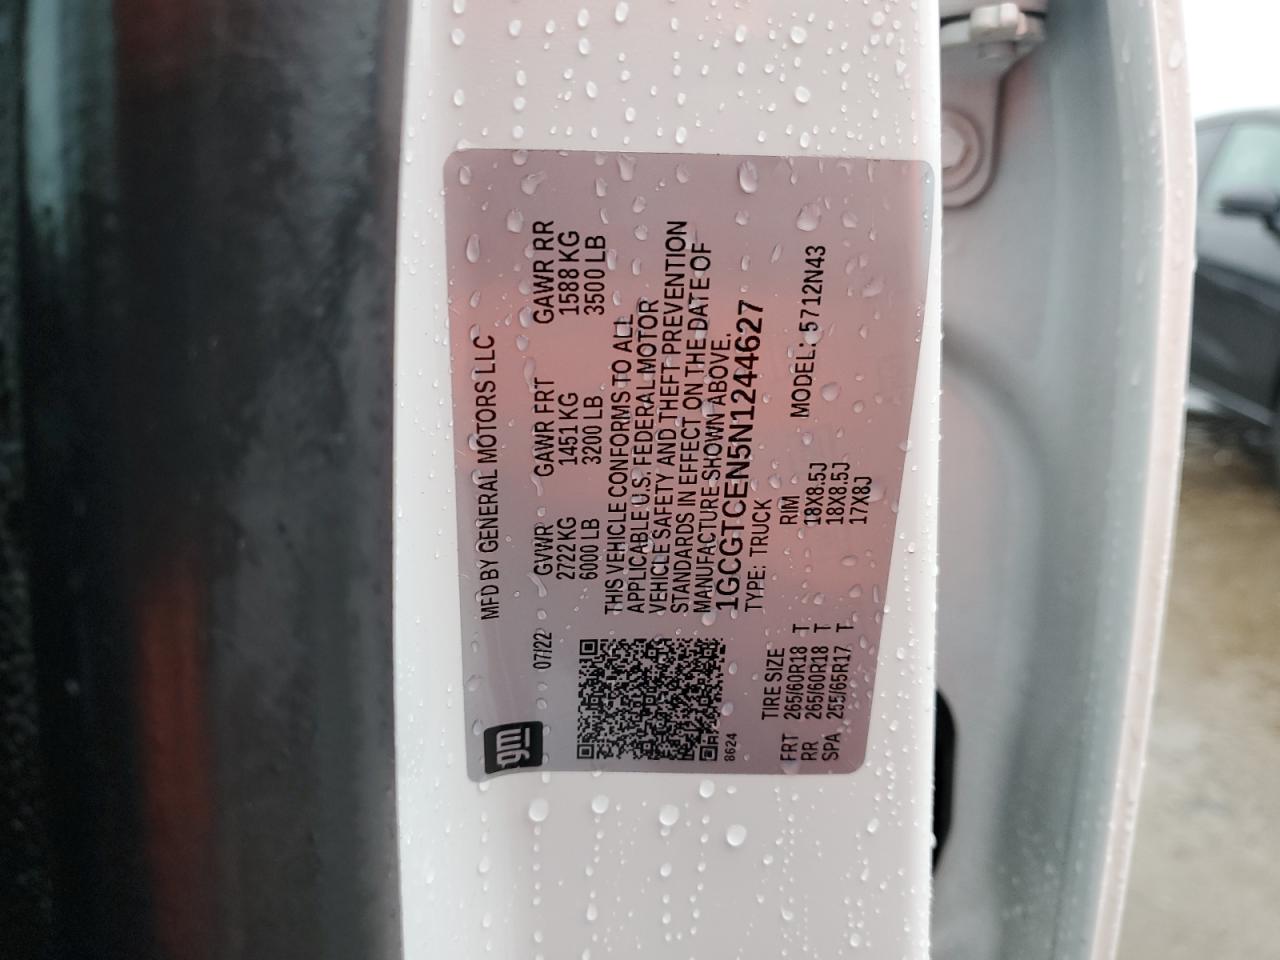 gm
MFD BY GENERAL MOTORS LLC
07/22
GVWR GAWR FRT GAWR RR
2722 KG 1451 KG 1588 KG
6000 LB 3200 LB 3500 LB
THIS VEHICLE CONFORMS TO ALL
APPLICABLE U.S. FEDERAL MOTOR
VEHICLE SAFETY AND THEFT PREVENTION
STANDARDS IN EFFECT ON THE DATE OF
MANUFACTURE SHOWN ABOVE.
8624
1GCGTCEN5N1244627
TYPE: TRUCK
TIRE SIZE RIM MODEL: 5712N43
FRT 265/60R18 T 18X8.5J
RR 265/60R18 T 18X8.5J
SPA 255/65R17 T 17X8J